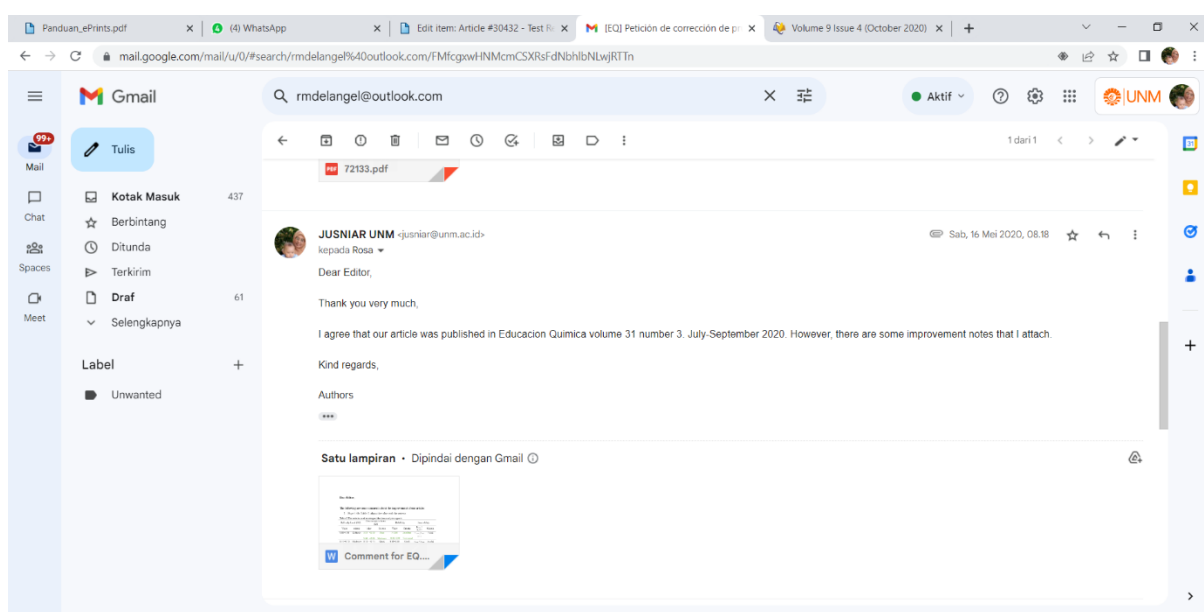 Panduan_ePrints.pdf
(4) WhatsApp
Edit item: Article #30432 - Test Re
[EQ] Petición de corrección de pr
Volume 9 Issue 4 (October 2020)
mail.google.com/mail/u/0/#search/rmdelangel%40outlook.com/FMfcgxwHNMcmCSXRsFdNbhlbNLwjRTTn
Gmail
rmdelangel@outlook.com
Aktif
UNM
99+
Mail
Chat
Spaces
Meet
Tulis
Kotak Masuk 437
Berbintang
Ditunda
Terkirim
Draf 61
Selengkapnya
Label
Unwanted
1 dari 1
PDF 72133.pdf
JUSNIAR UNM <jusniar@unm.ac.id>
Sab, 16 Mei 2020, 08.18
kepada Rosa
Dear Editor,
Thank you very much,
I agree that our article was published in Educacion Quimica volume 31 number 3. July-September 2020. However, there are some improvement notes that I attach.
Kind regards,
Authors
Satu lampiran • Dipindai dengan Gmail
W Comment for EQ....
31